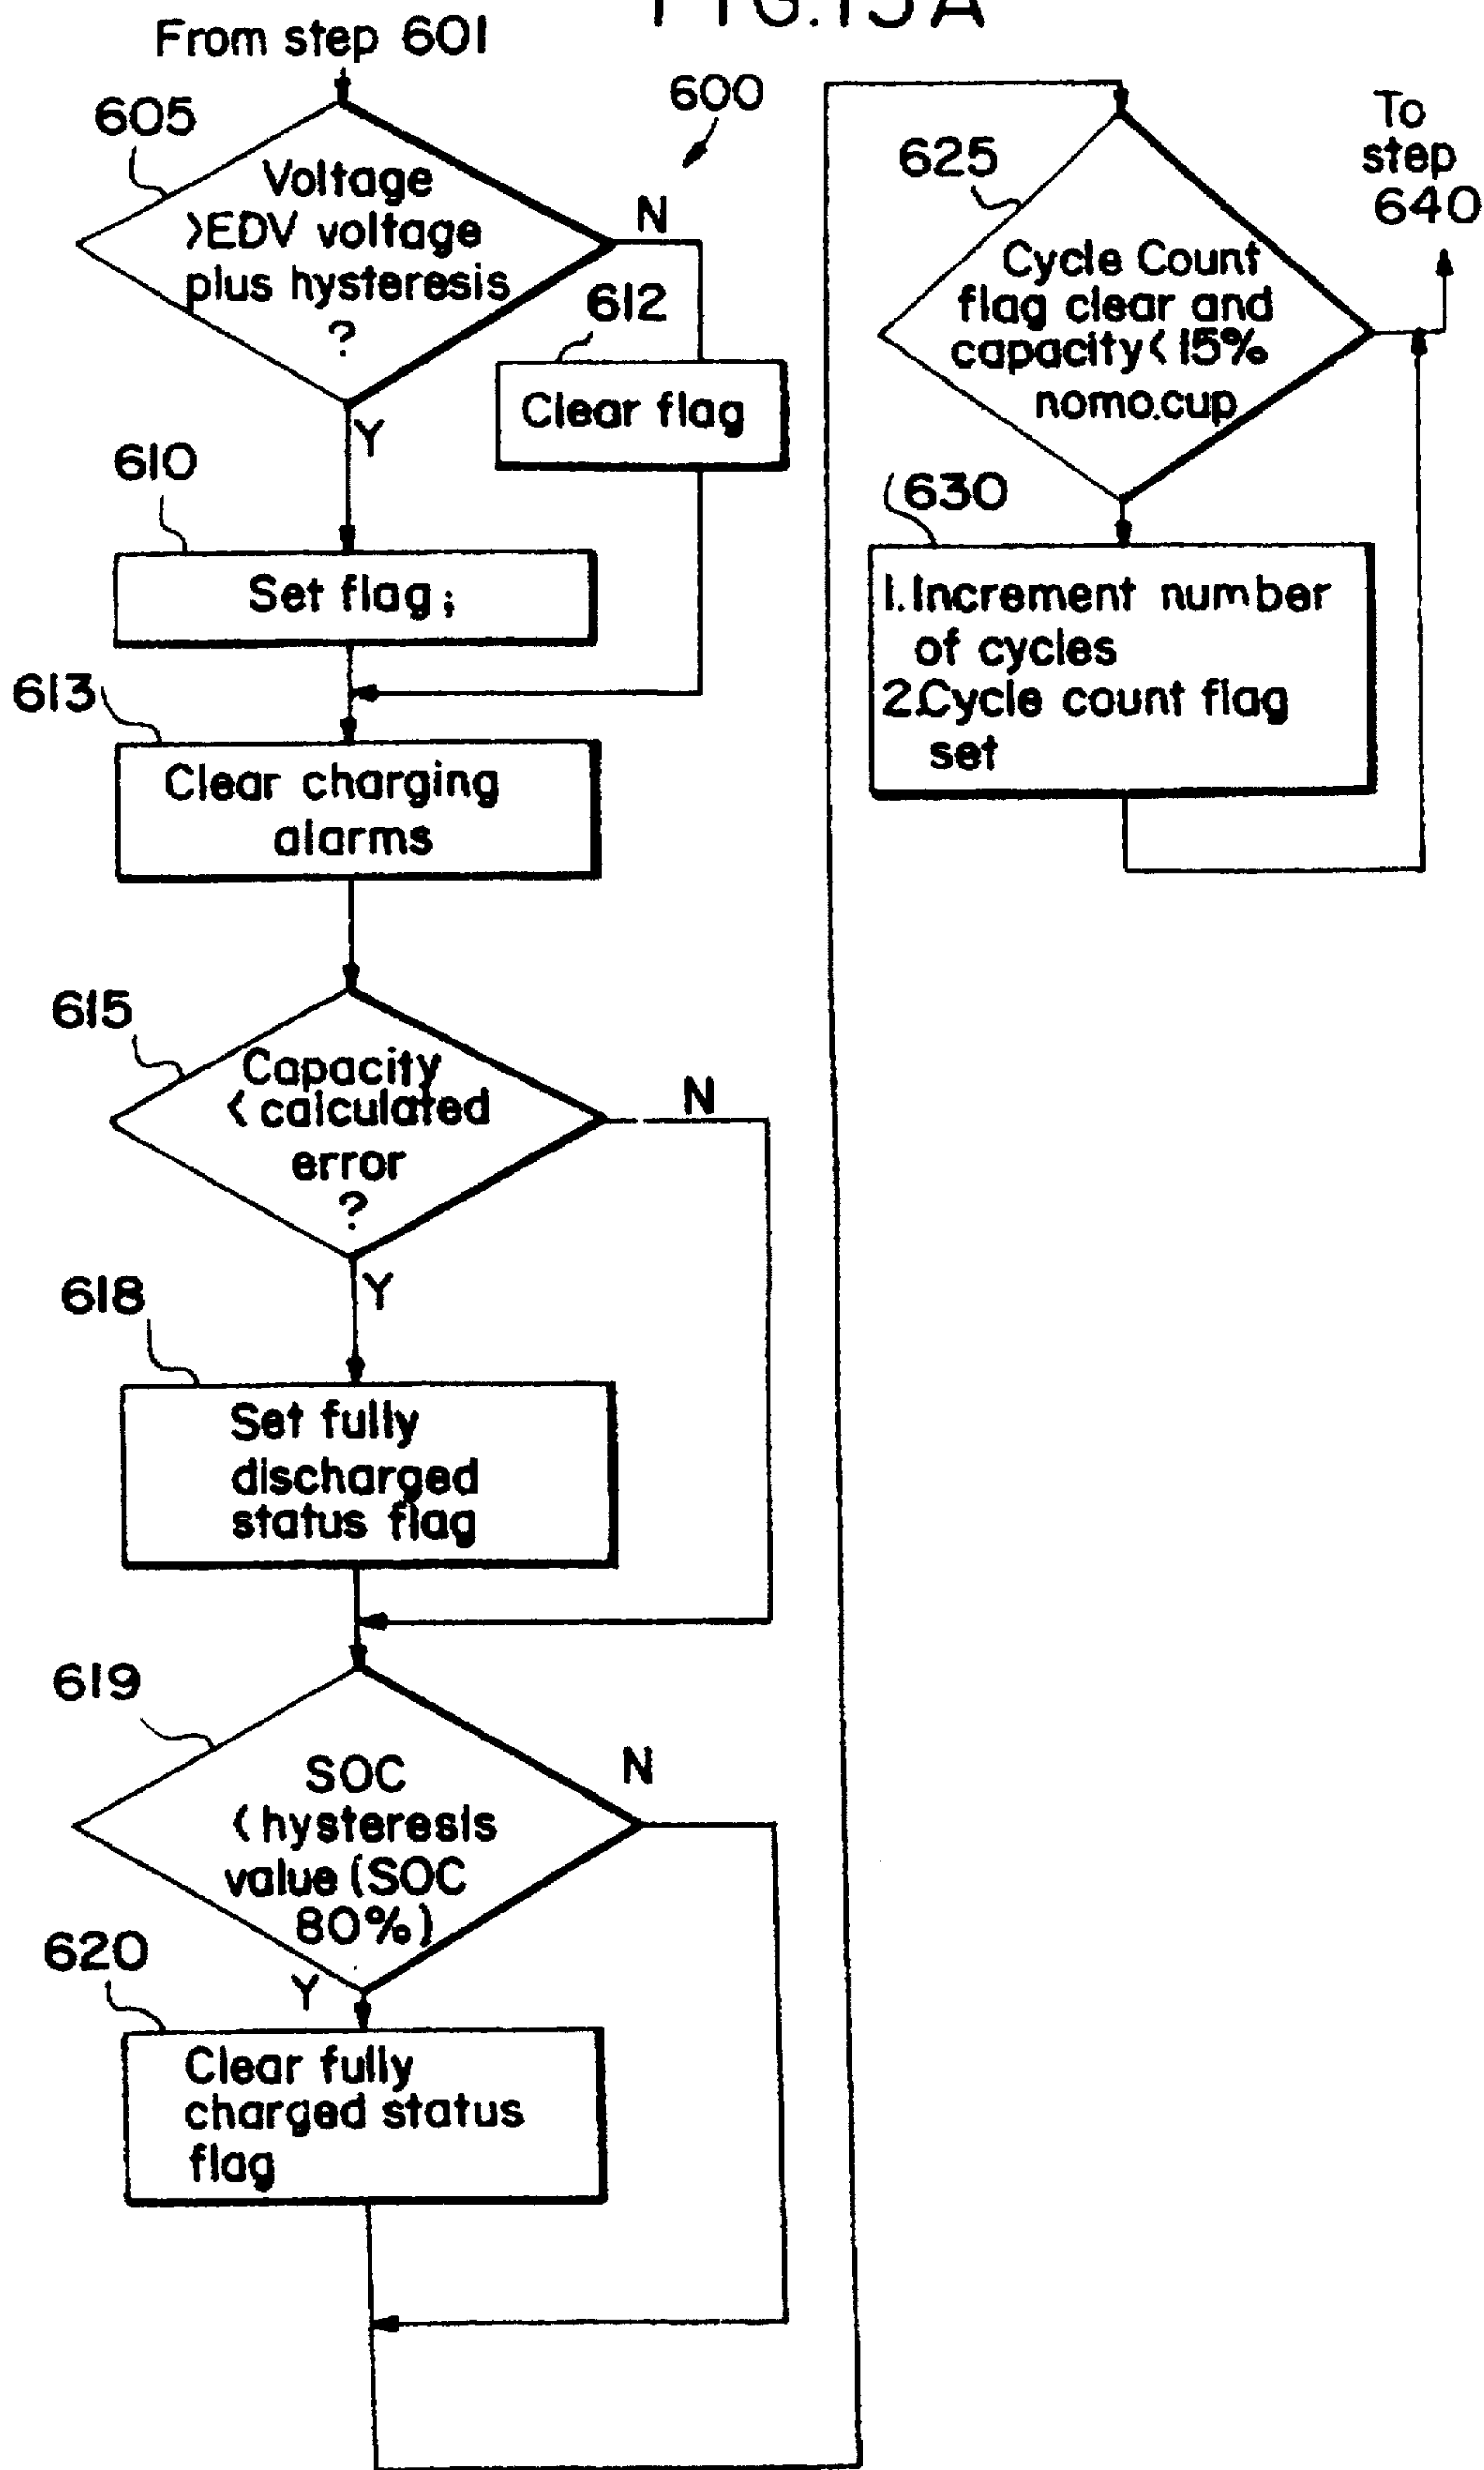 FIG.15A
From step 601
600
605
Voltage
>EDV voltage
plus hysteresis
?
N
612
Clear flag
Y
610
Set flag;
613
Clear charging
alarms
615
Capacity
< calculated
error
?
N
Y
618
Set fully
discharged
status flag
619
SOC
<hysteresis
value (SOC
80%)
N
Y
620
Clear fully
charged status
flag
625
Cycle Count
flag clear and
capacity< 15%
nomo.cup
To
step
640
630
1. Increment number
of cycles
2.Cycle count flag
set